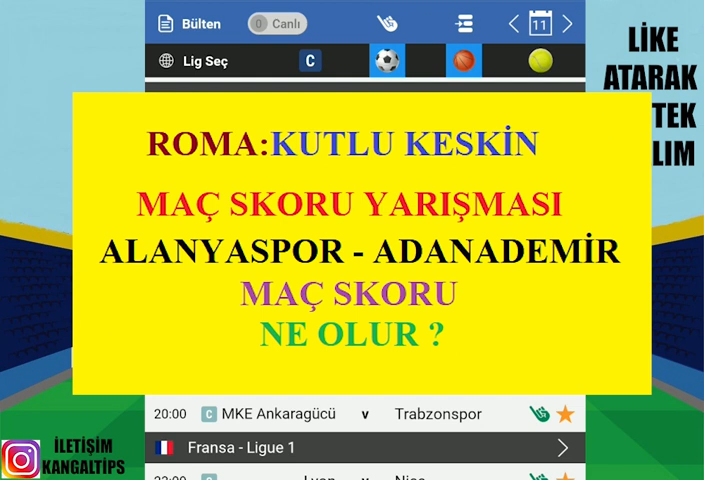 Bülten
0 Canlı
11
Lig Seç
C
LİKE
ATARAK
TEK
LIM
ROMA:KUTLU KESKİN
MAÇ SKORU YARIŞMASI
ALANYASPOR - ADANADEMİR
MAÇ SKORU
NE OLUR ?
20:00 C MKE Ankaragücü v Trabzonspor
Fransa - Ligue 1
İLETİŞİM
KANGALTIPS